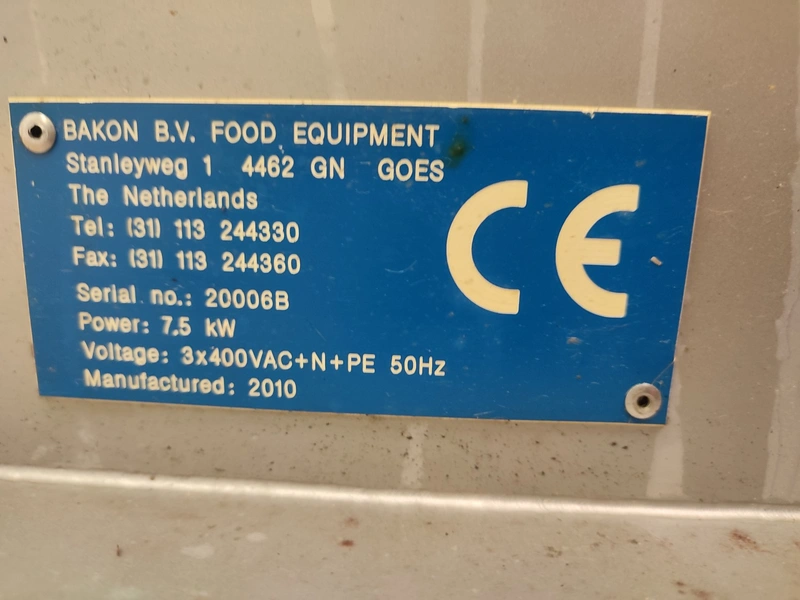 BAKON B.V. FOOD EQUIPMENT
Stanleyweg 1 4462 GN GOES
The Netherlands
Tel: (31) 113 244330
Fax: (31) 113 244360
Serial no.: 20006B
Power: 7.5 kW
Voltage: 3x400VAC+N+PE 50Hz
Manufactured: 2010
CE